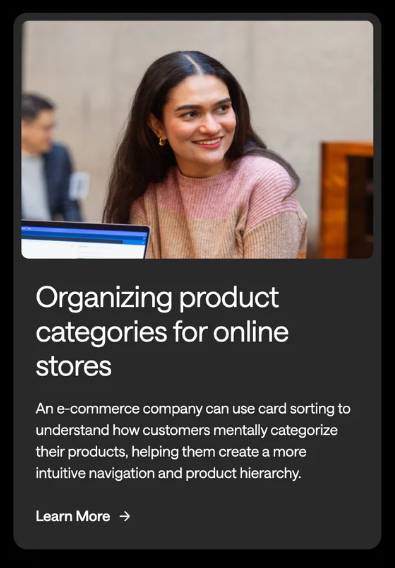 Organizing product
categories for online
stores
An e-commerce company can use card sorting to
understand how customers mentally categorize
their products, helping them create a more
intuitive navigation and product hierarchy.
Learn More →